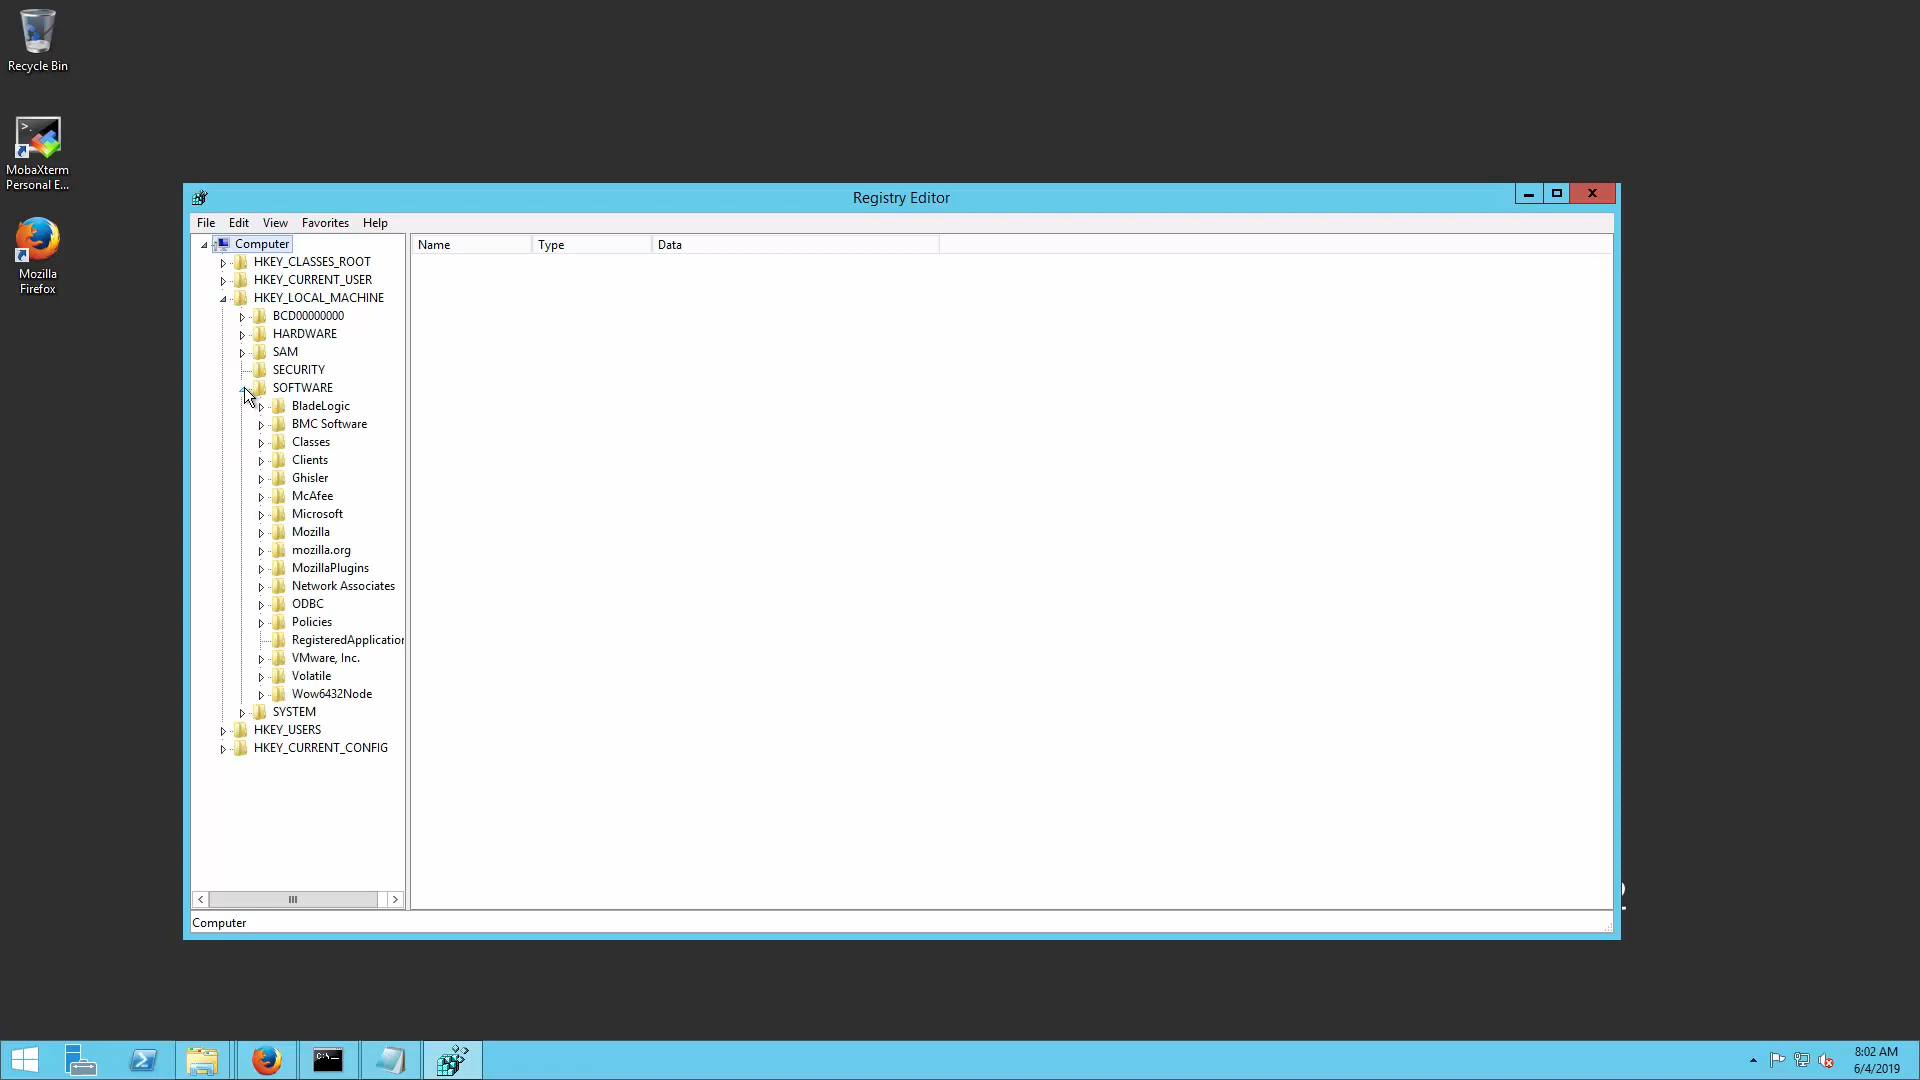 Recycle Bin
MobaXterm
Personal E...
Mozilla
Firefox
Registry Editor
File Edit View Favorites Help
Computer
HKEY_CLASSES_ROOT
HKEY_CURRENT_USER
HKEY_LOCAL_MACHINE
BCD00000000
HARDWARE
SAM
SECURITY
SOFTWARE
BladeLogic
BMC Software
Classes
Clients
Ghisler
McAfee
Microsoft
Mozilla
mozilla.org
MozillaPlugins
Network Associates
ODBC
Policies
RegisteredApplication
VMware, Inc.
Volatile
Wow6432Node
SYSTEM
HKEY_USERS
HKEY_CURRENT_CONFIG
Name Type Data
Computer
8:02 AM
6/4/2019